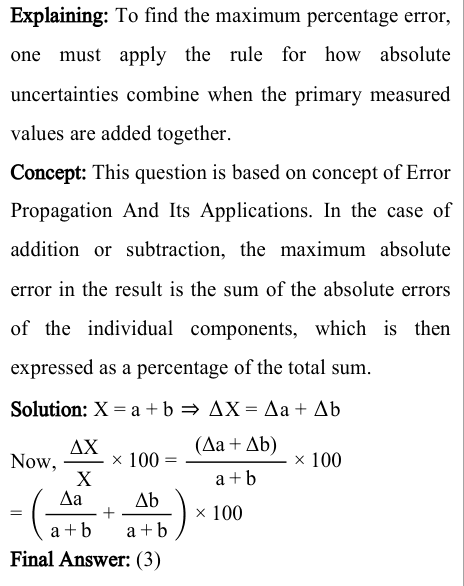 Explaining: To find the maximum percentage error,
one must apply the rule for how absolute
uncertainties combine when the primary measured
values are added together.
Concept: This question is based on concept of Error
Propagation And Its Applications. In the case of
addition or subtraction, the maximum absolute
error in the result is the sum of the absolute errors
of the individual components, which is then
expressed as a percentage of the total sum.
Solution: X = a + b ⇒ ΔX = Δa + Δb
Now, ΔX/X × 100 = (Δa + Δb)/a + b × 100
= (Δa/a + b + Δb/a + b) × 100
Final Answer: (3)